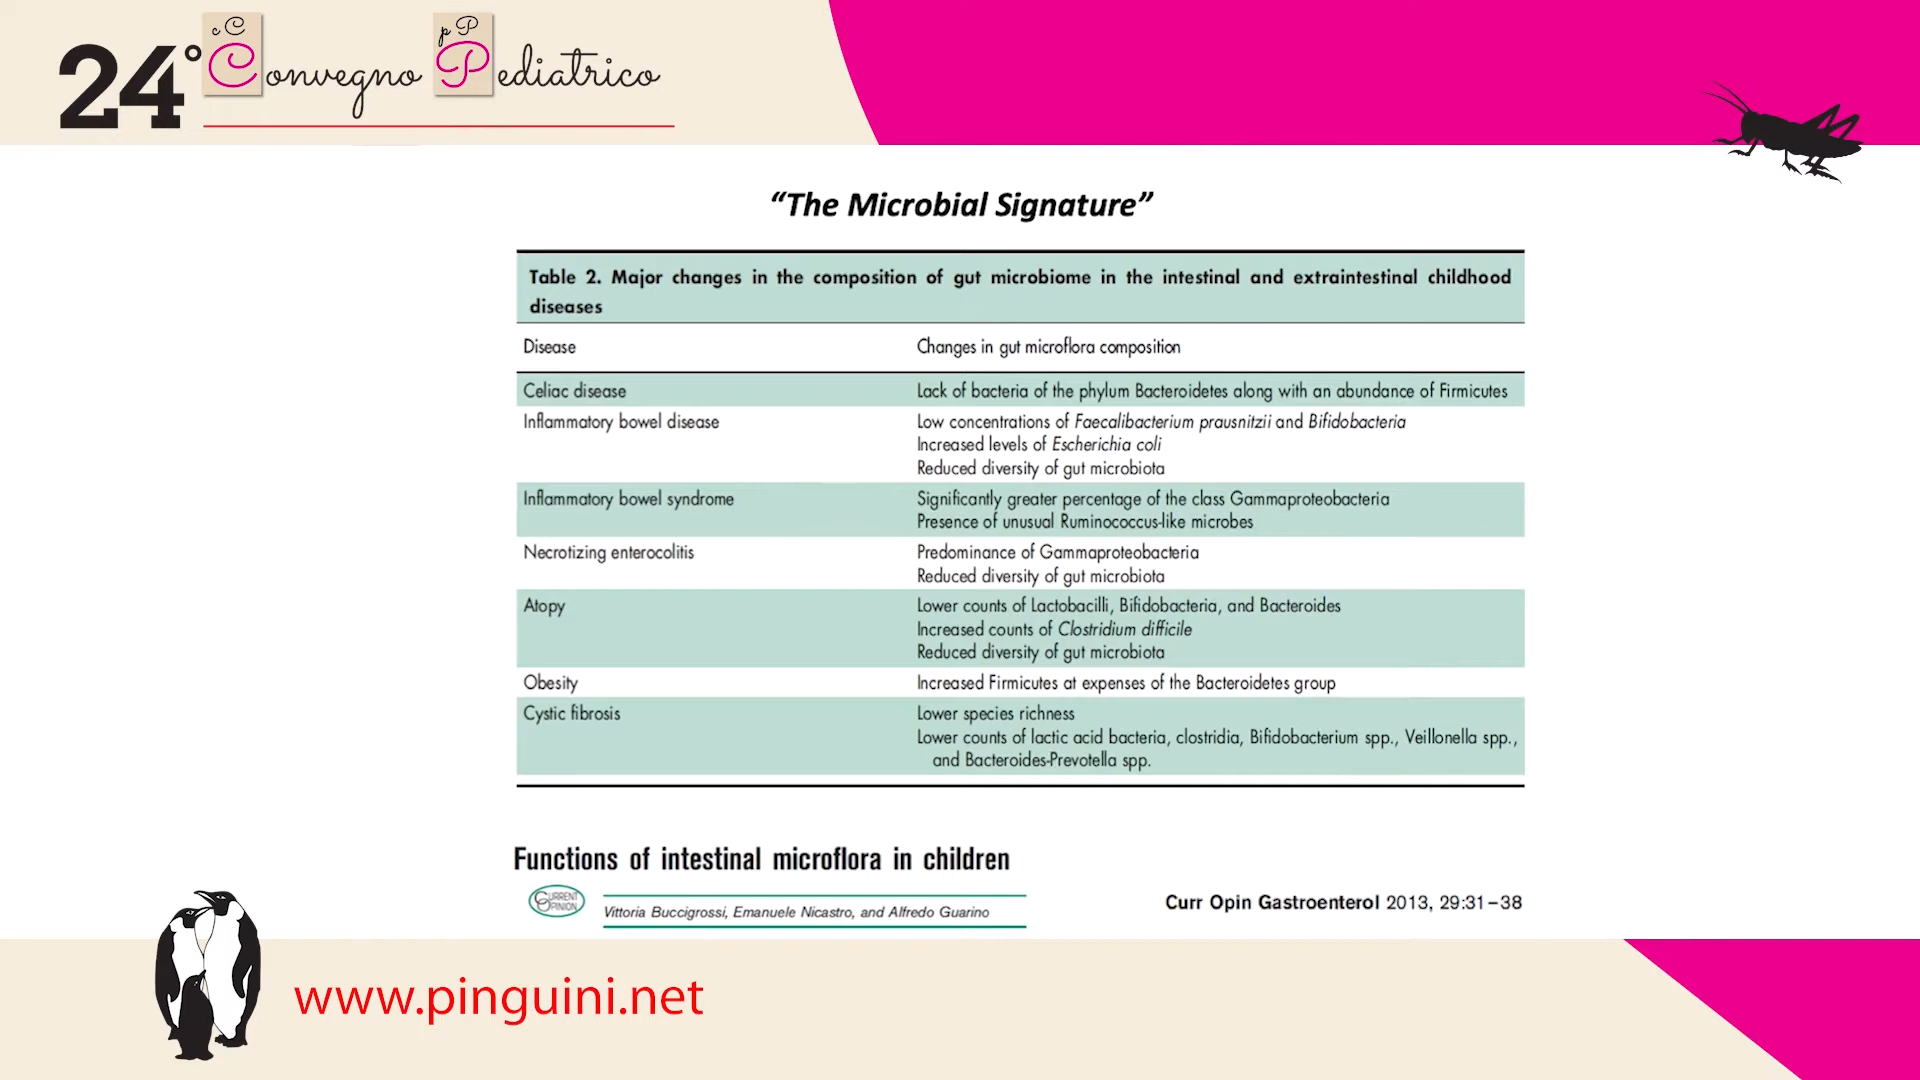 c C p P
24° Convegno Pediatrico
“The Microbial Signature”
Table 2. Major changes in the composition of gut microbiome in the intestinal and extraintestinal childhood
diseases
Disease Changes in gut microflora composition
Celiac disease Lack of bacteria of the phylum Bacteroidetes along with an abundance of Firmicutes
Inflammatory bowel disease Low concentrations of Faecalibacterium prausnitzii and Bifidobacteria
Increased levels of Escherichia coli
Reduced diversity of gut microbiota
Inflammatory bowel syndrome Significantly greater percentage of the class Gammaproteobacteria
Presence of unusual Ruminococcus-like microbes
Necrotizing enterocolitis Predominance of Gammaproteobacteria
Reduced diversity of gut microbiota
Atopy Lower counts of Lactobacilli, Bifidobacteria, and Bacteroides
Increased counts of Clostridium difficile
Reduced diversity of gut microbiota
Obesity Increased Firmicutes at expenses of the Bacteroidetes group
Cystic fibrosis Lower species richness
Lower counts of lactic acid bacteria, clostridia, Bifidobacterium spp., Veillonella spp.,
and Bacteroides-Prevotella spp.
Functions of intestinal microflora in children
CURRENT
OPINION
Vittoria Buccigrossi, Emanuele Nicastro, and Alfredo Guarino
Curr Opin Gastroenterol 2013, 29:31–38
www.pinguini.net